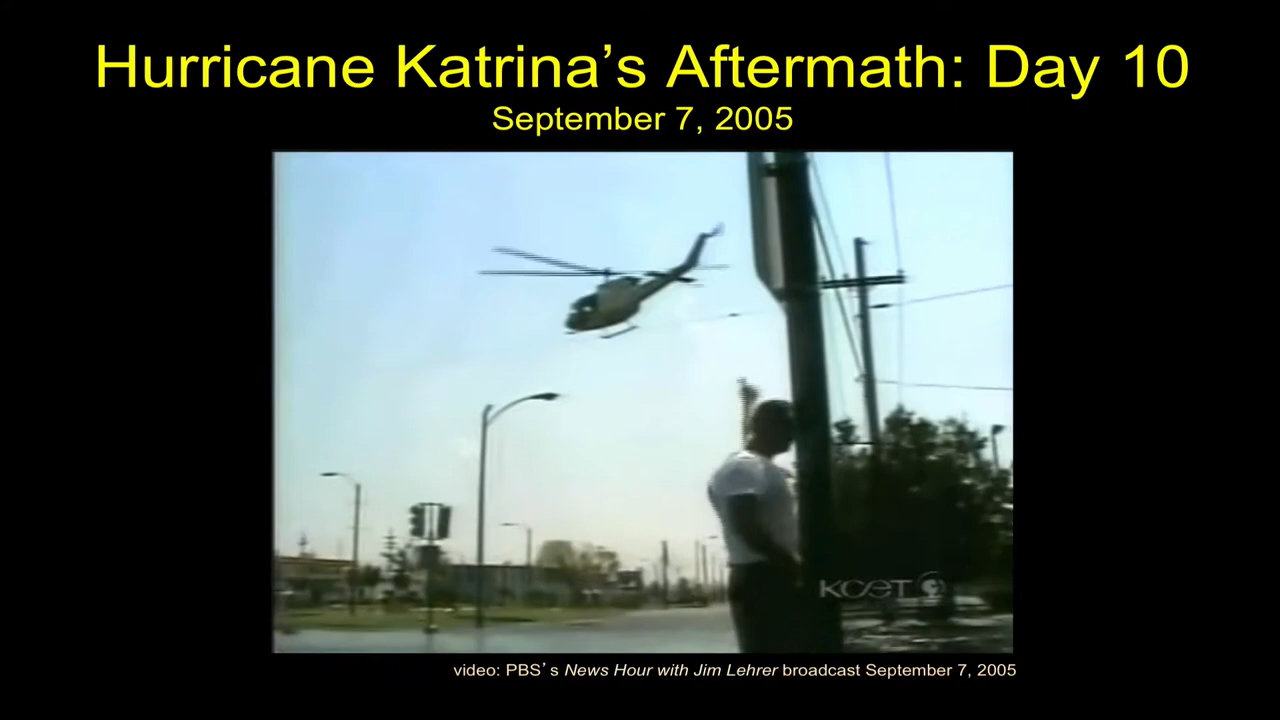 Hurricane Katrina’s Aftermath: Day 10
September 7, 2005
KCET
video: PBS’s News Hour with Jim Lehrer broadcast September 7, 2005